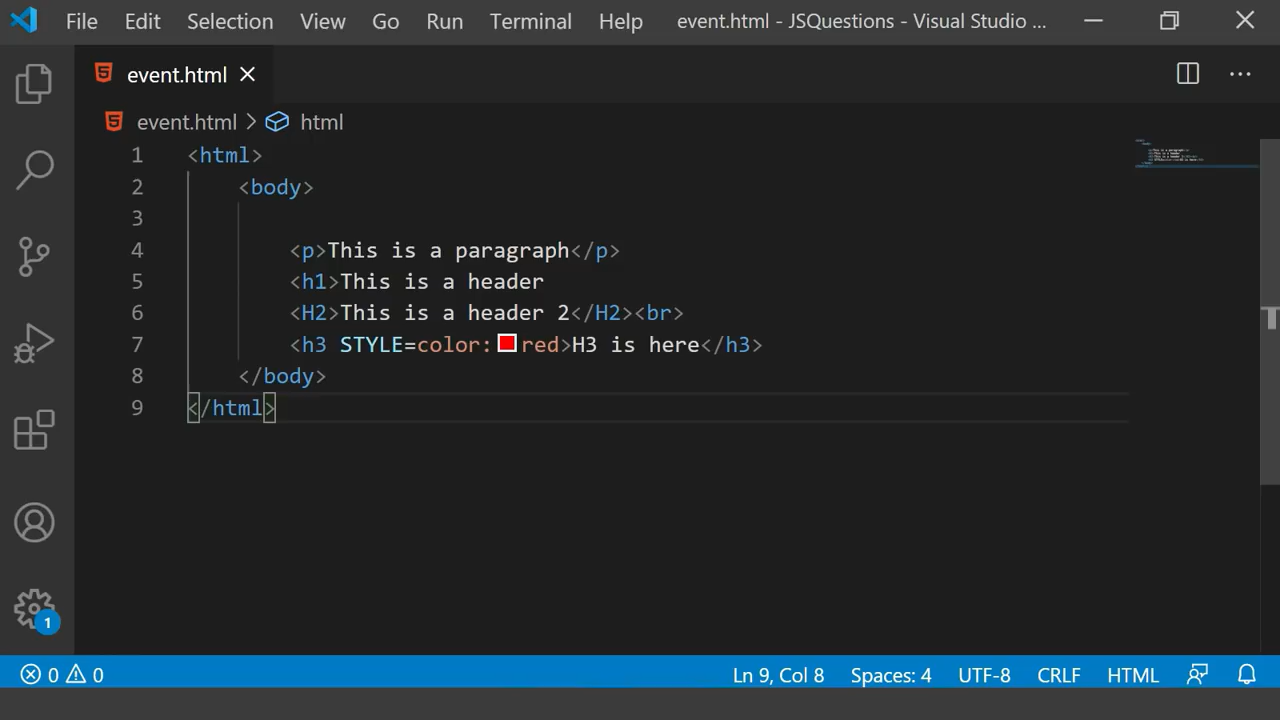 File Edit Selection View Go Run Terminal Help event.html - JSQuestions - Visual Studio ...
event.html
event.html > html
1 <html>
2 <body>
3
4 <p>This is a paragraph</p>
5 <h1>This is a header
6 <H2>This is a header 2</H2><br>
7 <h3 STYLE=color:red>H3 is here</h3>
8 </body>
9 </html>
1
0 0 Ln 9, Col 8 Spaces: 4 UTF-8 CRLF HTML